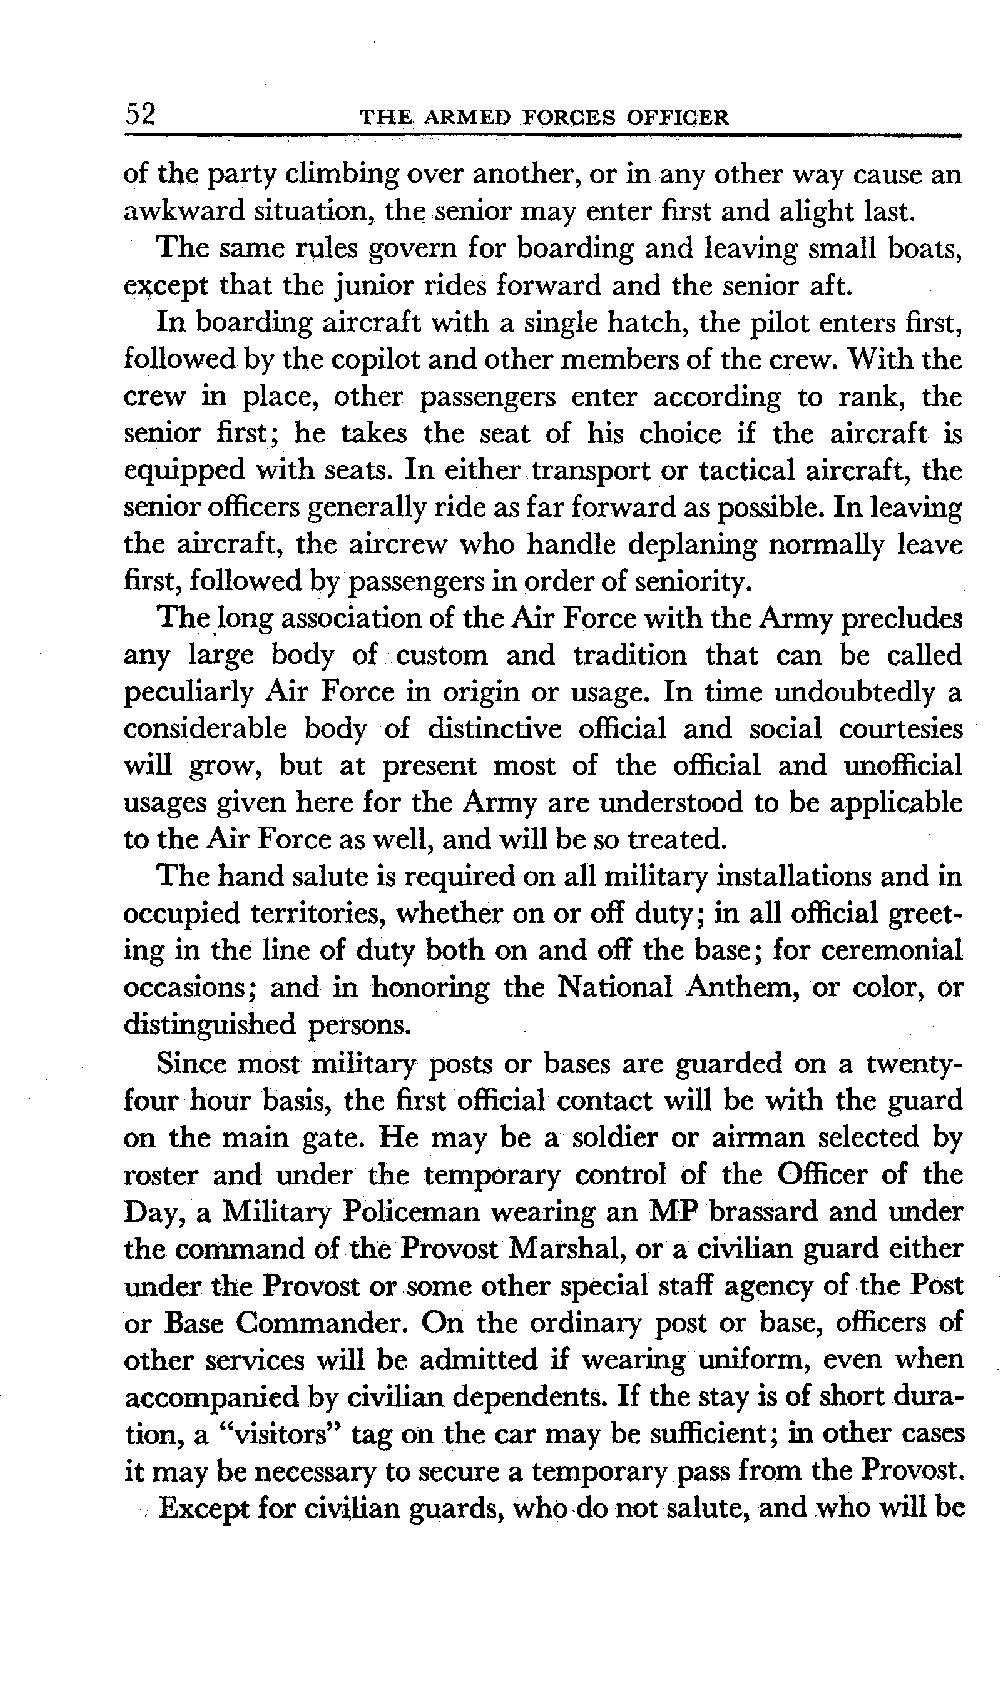 52 THE ARMED FORCES OFFICER
of the party climbing over another, or in any other way cause an
awkward situation, the senior may enter first and alight last.
The same rules govern for boarding and leaving small boats,
except that the junior rides forward and the senior aft.
In boarding aircraft with a single hatch, the pilot enters first,
followed by the copilot and other members of the crew. With the
crew in place, other passengers enter according to rank, the
senior first; he takes the seat of his choice if the aircraft is
equipped with seats. In either transport or tactical aircraft, the
senior officers generally ride as far forward as possible. In leaving
the aircraft, the aircrew who handle deplaning normally leave
first, followed by passengers in order of seniority.
The long association of the Air Force with the Army precludes
any large body of custom and tradition that can be called
peculiarly Air Force in origin or usage. In time undoubtedly a
considerable body of distinctive official and social courtesies
will grow, but at present most of the official and unofficial
usages given here for the Army are understood to be applicable
to the Air Force as well, and will be so treated.
The hand salute is required on all military installations and in
occupied territories, whether on or off duty; in all official greet-
ing in the line of duty both on and off the base; for ceremonial
occasions; and in honoring the National Anthem, or color, or
distinguished persons.
Since most military posts or bases are guarded on a twenty-
four hour basis, the first official contact will be with the guard
on the main gate. He may be a soldier or airman selected by
roster and under the temporary control of the Officer of the
Day, a Military Policeman wearing an MP brassard and under
the command of the Provost Marshal, or a civilian guard either
under the Provost or some other special staff agency of the Post
or Base Commander. On the ordinary post or base, officers of
other services will be admitted if wearing uniform, even when
accompanied by civilian dependents. If the stay is of short dura-
tion, a “visitors” tag on the car may be sufficient; in other cases
it may be necessary to secure a temporary pass from the Provost.
Except for civilian guards, who do not salute, and who will be